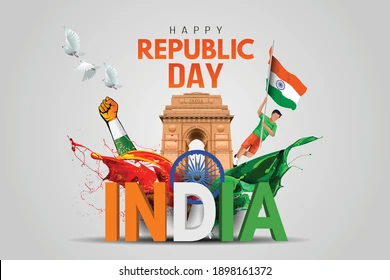 HAPPY
REPUBLIC
DAY
INDIA
shutterstock.com · 1898161372